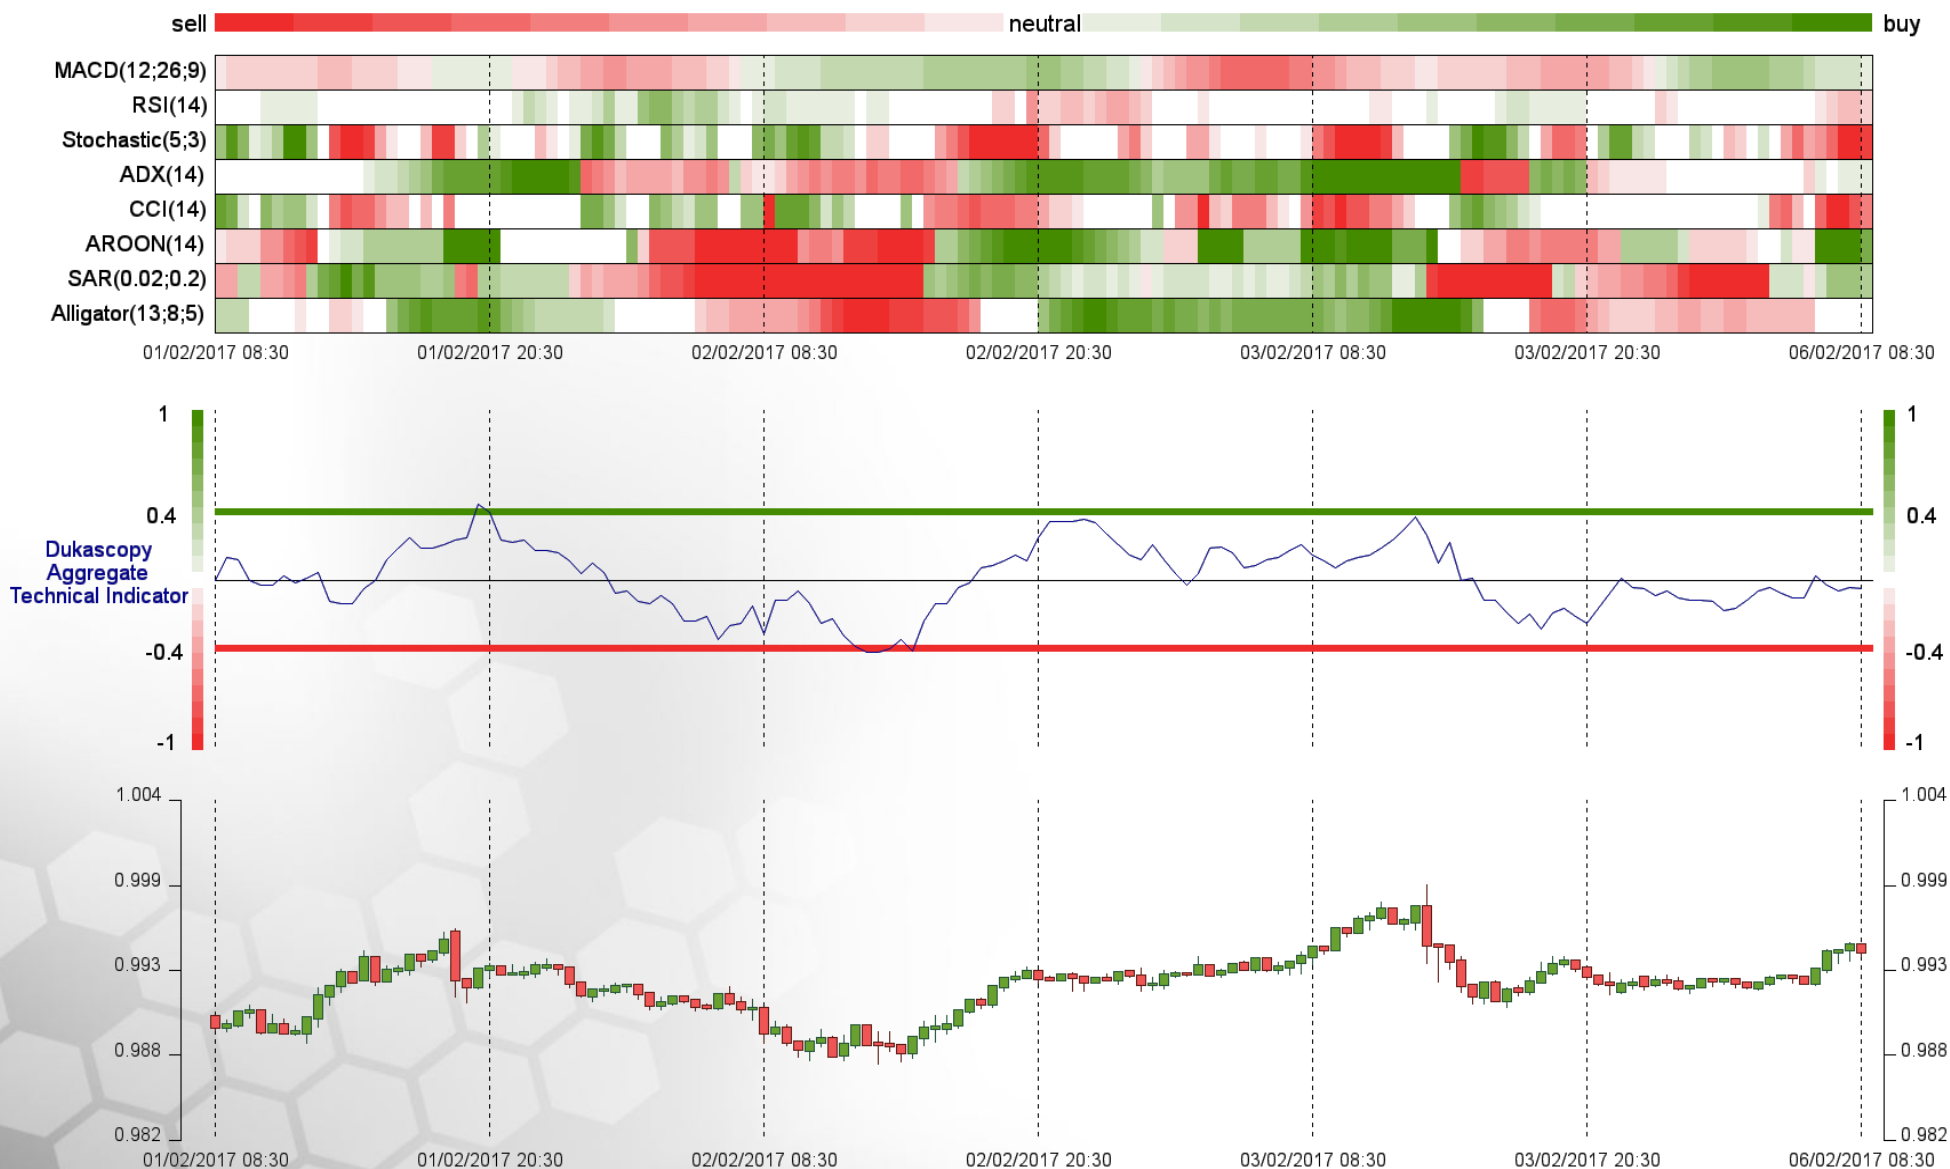 sell neutral buy
MACD(12;26;9)
RSI(14)
Stochastic(5;3)
ADX(14)
CCI(14)
AROON(14)
SAR(0.02;0.2)
Alligator(13;8;5)
01/02/2017 08:30 01/02/2017 20:30 02/02/2017 08:30 02/02/2017 20:30 03/02/2017 08:30 03/02/2017 20:30 06/02/2017 08:30
1 1
0.4 0.4
Dukascopy
Aggregate
Technical Indicator
-0.4 -0.4
-1 -1
1.004 1.004
0.999 0.999
0.993 0.993
0.988 0.988
0.982 0.982
01/02/2017 08:30 01/02/2017 20:30 02/02/2017 08:30 02/02/2017 20:30 03/02/2017 08:30 03/02/2017 20:30 06/02/2017 08:30